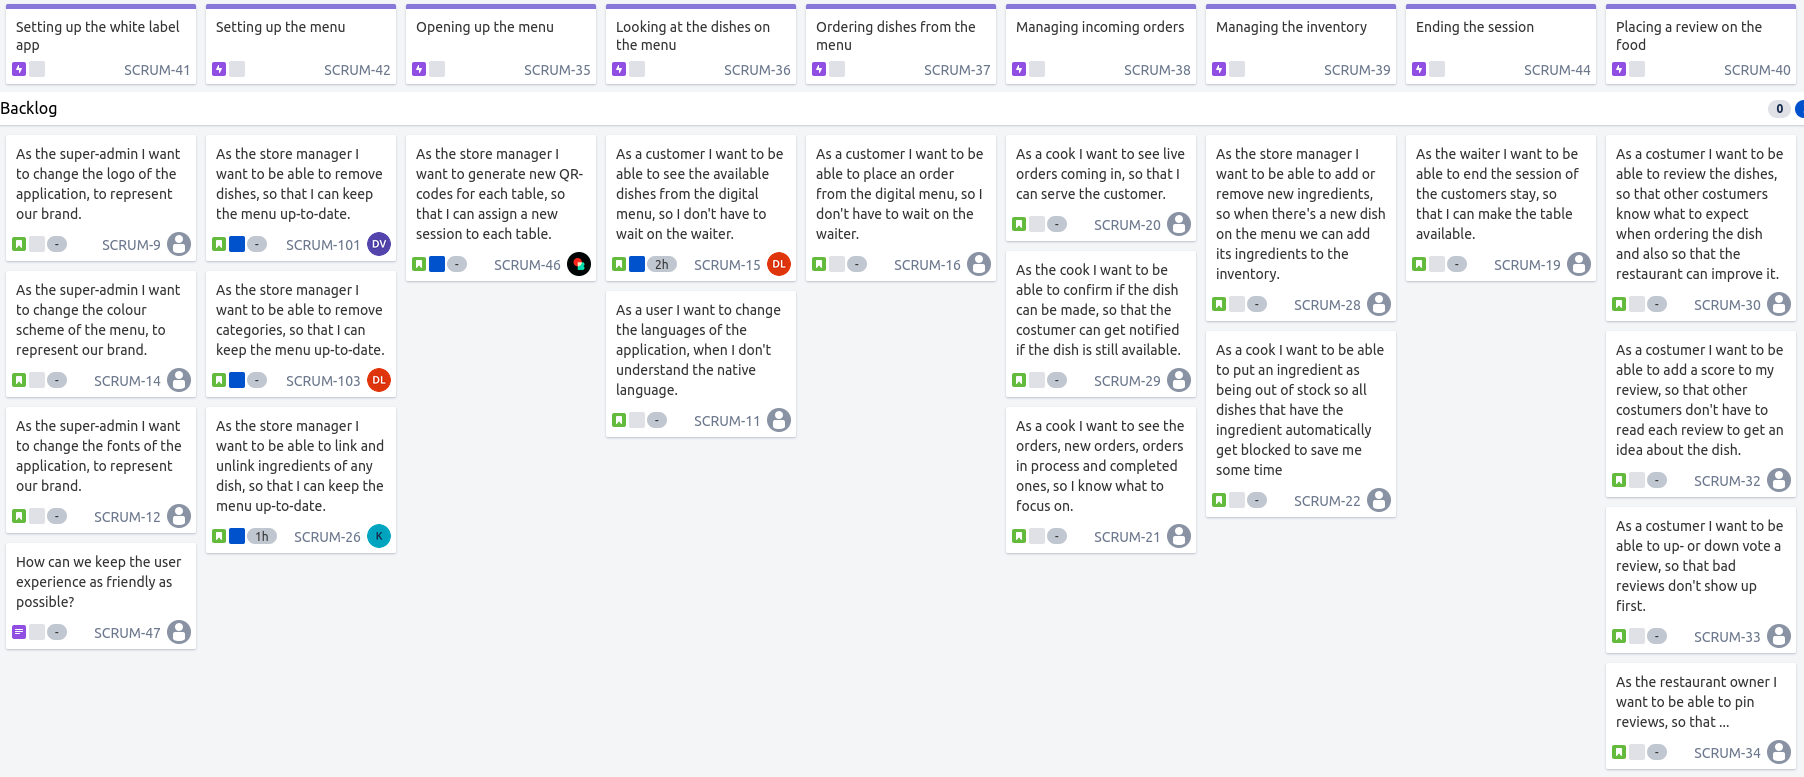 Setting up the white label
app
SCRUM-41
Setting up the menu
SCRUM-42
Opening up the menu
SCRUM-35
Looking at the dishes on
the menu
SCRUM-36
Ordering dishes from the
menu
SCRUM-37
Managing incoming orders
SCRUM-38
Managing the inventory
SCRUM-39
Ending the session
SCRUM-44
Placing a review on the
food
SCRUM-40
Backlog
0
As the super-admin I want
to change the logo of the
application, to represent
our brand.
- SCRUM-9
As the super-admin I want
to change the colour
scheme of the menu, to
represent our brand.
- SCRUM-14
As the super-admin I want
to change the fonts of the
application, to represent
our brand.
- SCRUM-12
How can we keep the user
experience as friendly as
possible?
- SCRUM-47
As the store manager I
want to be able to remove
dishes, so that I can keep
the menu up-to-date.
- SCRUM-101 DV
As the store manager I
want to be able to remove
categories, so that I can
keep the menu up-to-date.
- SCRUM-103 DL
As the store manager I
want to be able to link and
unlink ingredients of any
dish, so that I can keep the
menu up-to-date.
1h SCRUM-26 K
As the store manager I
want to generate new QR-
codes for each table, so
that I can assign a new
session to each table.
- SCRUM-46
As a customer I want to be
able to see the available
dishes from the digital
menu, so I don't have to
wait on the waiter.
2h SCRUM-15 DL
As a user I want to change
the languages of the
application, when I don't
understand the native
language.
- SCRUM-11
As a customer I want to be
able to place an order
from the digital menu, so I
don't have to wait on the
waiter.
- SCRUM-16
As a cook I want to see live
orders coming in, so that I
can serve the customer.
- SCRUM-20
As the cook I want to be
able to confirm if the dish
can be made, so that the
costumer can get notified
if the dish is still available.
- SCRUM-29
As a cook I want to see the
orders, new orders, orders
in process and completed
ones, so I know what to
focus on.
- SCRUM-21
As the store manager I
want to be able to add or
remove new ingredients,
so when there's a new dish
on the menu we can add
its ingredients to the
inventory.
- SCRUM-28
As a cook I want to be able
to put an ingredient as
being out of stock so all
dishes that have the
ingredient automatically
get blocked to save me
some time
- SCRUM-22
As the waiter I want to be
able to end the session of
the customers stay, so
that I can make the table
available.
- SCRUM-19
As a costumer I want to be
able to review the dishes,
so that other costumers
know what to expect
when ordering the dish
and also so that the
restaurant can improve it.
- SCRUM-30
As a costumer I want to be
able to add a score to my
review, so that other
costumers don't have to
read each review to get an
idea about the dish.
- SCRUM-32
As a costumer I want to be
able to up- or down vote a
review, so that bad
reviews don't show up
first.
- SCRUM-33
As the restaurant owner I
want to be able to pin
reviews, so that ...
- SCRUM-34